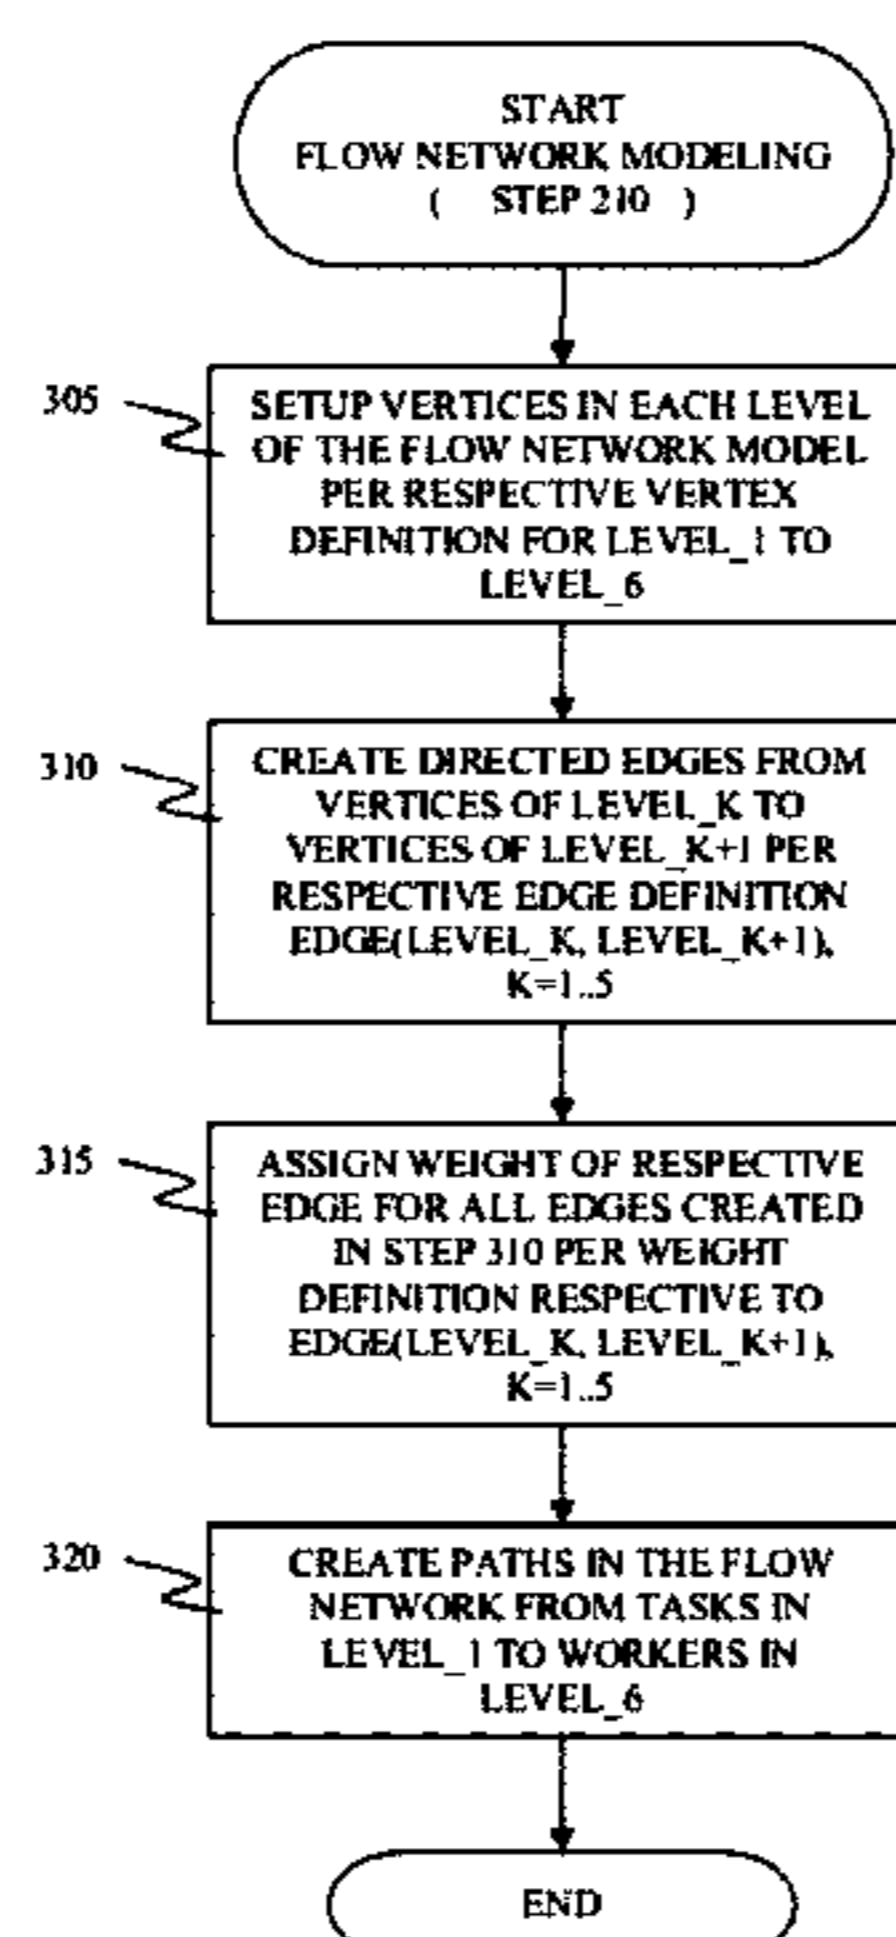 START
FLOW NETWORK MODELING
( STEP 210 )
305
SETUP VERTICES IN EACH LEVEL
OF THE FLOW NETWORK MODEL
PER RESPECTIVE VERTEX
DEFINITION FOR LEVEL_1 TO
LEVEL_6
310
CREATE DIRECTED EDGES FROM
VERTICES OF LEVEL_K TO
VERTICES OF LEVEL_K+1 PER
RESPECTIVE EDGE DEFINITION
EDGE(LEVEL_K, LEVEL_K+1),
K=1..5
315
ASSIGN WEIGHT OF RESPECTIVE
EDGE FOR ALL EDGES CREATED
IN STEP 310 PER WEIGHT
DEFINITION RESPECTIVE TO
EDGE(LEVEL_K, LEVEL_K+1),
K=1..5
320
CREATE PATHS IN THE FLOW
NETWORK FROM TASKS IN
LEVEL_1 TO WORKERS IN
LEVEL_6
END